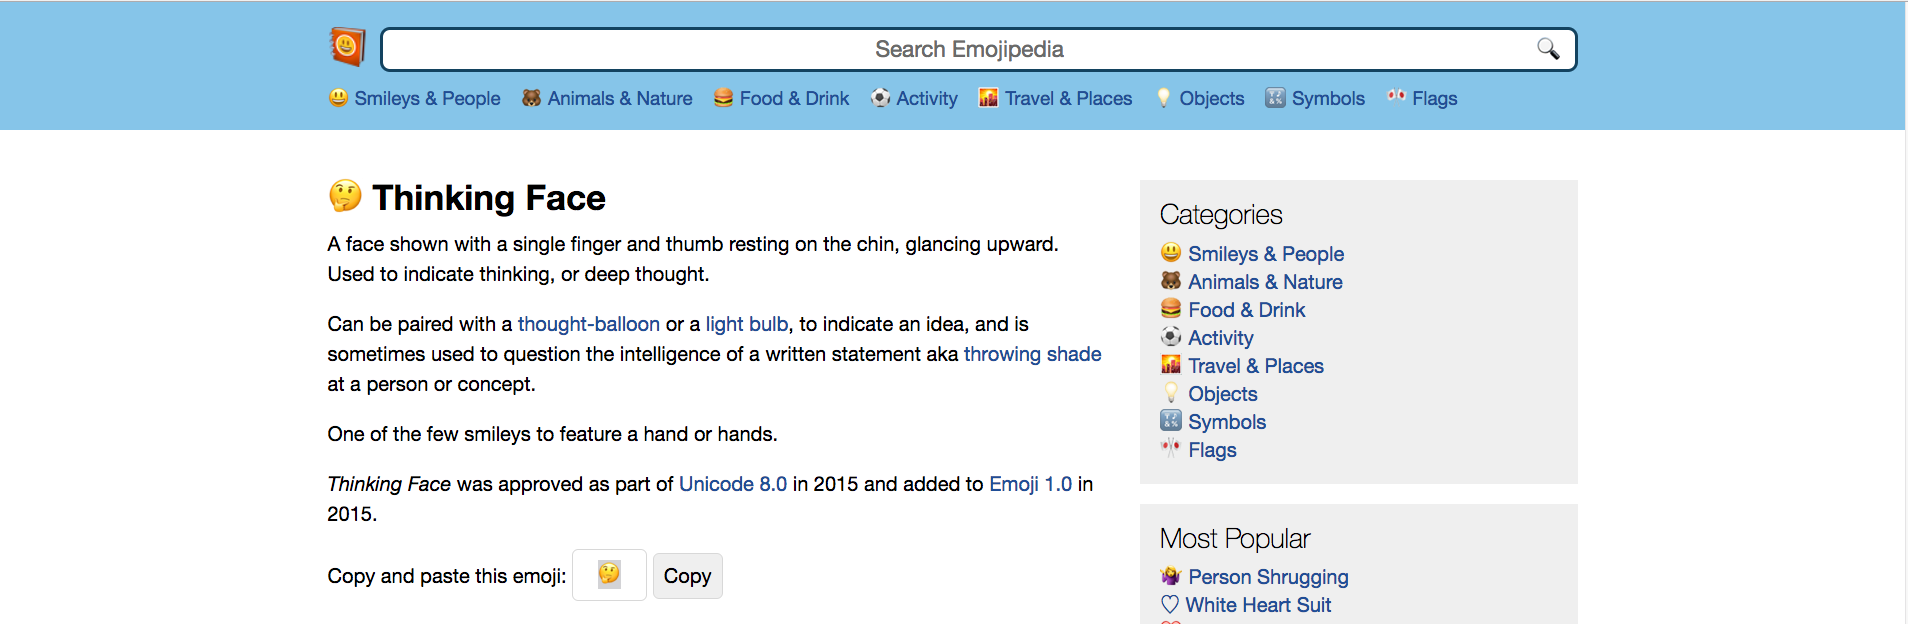 Search Emojipedia
Smileys & People Animals & Nature Food & Drink Activity Travel & Places Objects Symbols Flags
🤔 Thinking Face
A face shown with a single finger and thumb resting on the chin, glancing upward.
Used to indicate thinking, or deep thought.
Can be paired with a thought-balloon or a light bulb, to indicate an idea, and is
sometimes used to question the intelligence of a written statement aka throwing shade
at a person or concept.
One of the few smileys to feature a hand or hands.
Thinking Face was approved as part of Unicode 8.0 in 2015 and added to Emoji 1.0 in
2015.
Copy and paste this emoji: 🤔 Copy
Categories
Smileys & People
Animals & Nature
Food & Drink
Activity
Travel & Places
Objects
Symbols
Flags
Most Popular
Person Shrugging
White Heart Suit